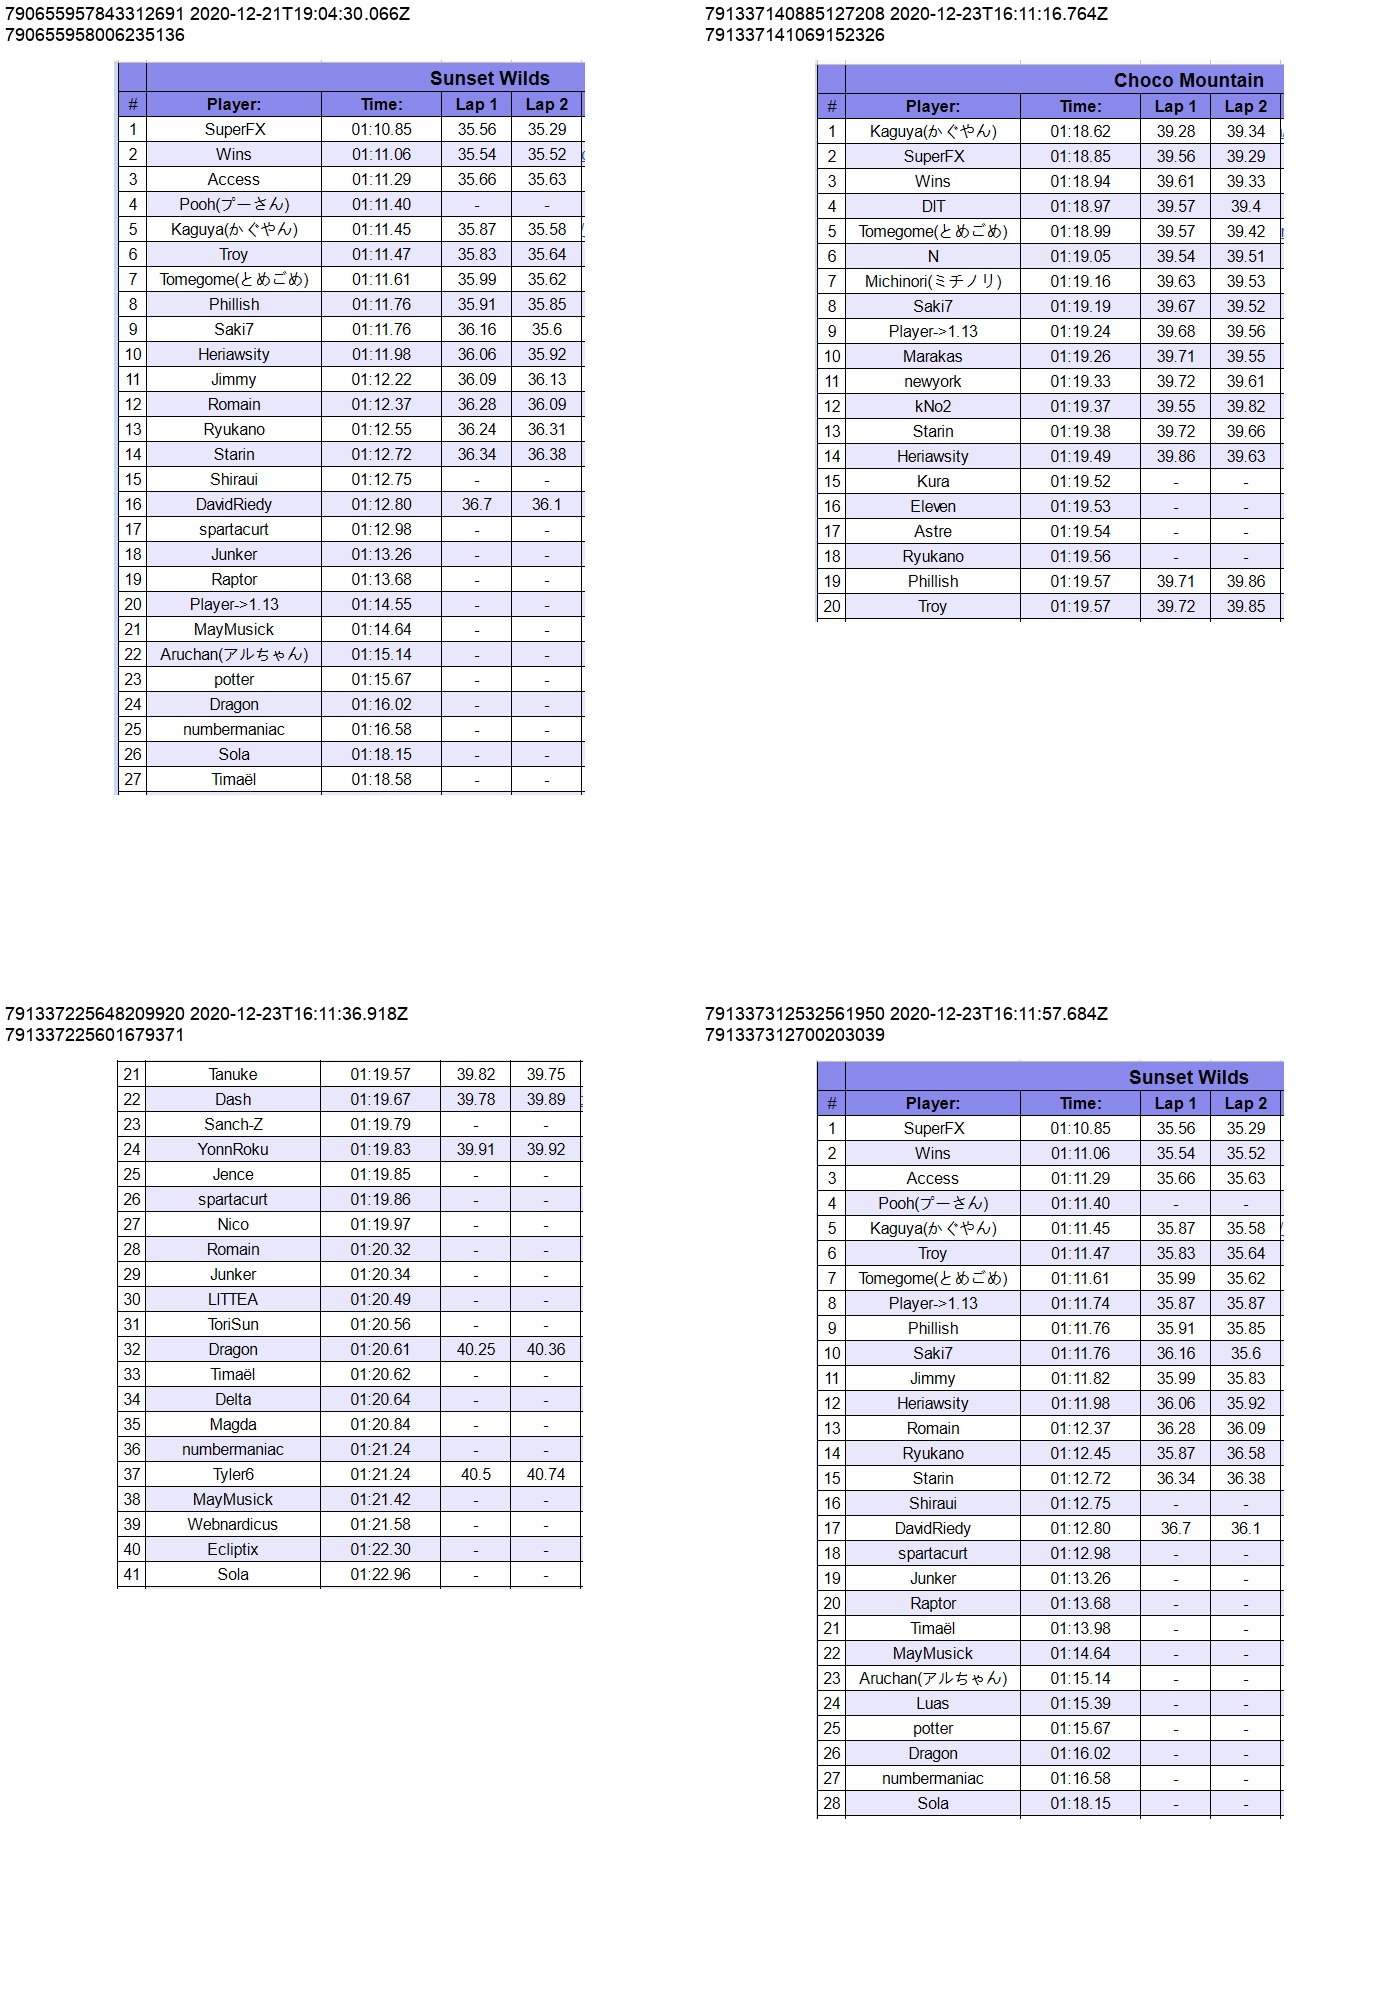 790655957843312691 2020-12-21T19:04:30.066Z
790655958006235136
Sunset Wilds
# Player: Time: Lap 1 Lap 2
1 SuperFX 01:10.85 35.56 35.29
2 Wins 01:11.06 35.54 35.52
3 Access 01:11.29 35.66 35.63
4 Pooh(プーさん) 01:11.40 - -
5 Kaguya(かぐやん) 01:11.45 35.87 35.58
6 Troy 01:11.47 35.83 35.64
7 Tomegome(とめごめ) 01:11.61 35.99 35.62
8 Phillish 01:11.76 35.91 35.85
9 Saki7 01:11.76 36.16 35.6
10 Heriawsity 01:11.98 36.06 35.92
11 Jimmy 01:12.22 36.09 36.13
12 Romain 01:12.37 36.28 36.09
13 Ryukano 01:12.55 36.24 36.31
14 Starin 01:12.72 36.34 36.38
15 Shiraui 01:12.75 - -
16 DavidRiedy 01:12.80 36.7 36.1
17 spartacurt 01:12.98 - -
18 Junker 01:13.26 - -
19 Raptor 01:13.68 - -
20 Player->1.13 01:14.55 - -
21 MayMusick 01:14.64 - -
22 Aruchan(アルちゃん) 01:15.14 - -
23 potter 01:15.67 - -
24 Dragon 01:16.02 - -
25 numbermaniac 01:16.58 - -
26 Sola 01:18.15 - -
27 Timaël 01:18.58 - -
791337140885127208 2020-12-23T16:11:16.764Z
791337141069152326
Choco Mountain
# Player: Time: Lap 1 Lap 2
1 Kaguya(かぐやん) 01:18.62 39.28 39.34
2 SuperFX 01:18.85 39.56 39.29
3 Wins 01:18.94 39.61 39.33
4 DIT 01:18.97 39.57 39.4
5 Tomegome(とめごめ) 01:18.99 39.57 39.42
6 N 01:19.05 39.54 39.51
7 Michinori(ミチノリ) 01:19.16 39.63 39.53
8 Saki7 01:19.19 39.67 39.52
9 Player->1.13 01:19.24 39.68 39.56
10 Marakas 01:19.26 39.71 39.55
11 newyork 01:19.33 39.72 39.61
12 kNo2 01:19.37 39.55 39.82
13 Starin 01:19.38 39.72 39.66
14 Heriawsity 01:19.49 39.86 39.63
15 Kura 01:19.52 - -
16 Eleven 01:19.53 - -
17 Astre 01:19.54 - -
18 Ryukano 01:19.56 - -
19 Phillish 01:19.57 39.71 39.86
20 Troy 01:19.57 39.72 39.85
791337225648209920 2020-12-23T16:11:36.918Z
791337225601679371
21 Tanuke 01:19.57 39.82 39.75
22 Dash 01:19.67 39.78 39.89
23 Sanch-Z 01:19.79 - -
24 YonnRoku 01:19.83 39.91 39.92
25 Jence 01:19.85 - -
26 spartacurt 01:19.86 - -
27 Nico 01:19.97 - -
28 Romain 01:20.32 - -
29 Junker 01:20.34 - -
30 LITTEA 01:20.49 - -
31 ToriSun 01:20.56 - -
32 Dragon 01:20.61 40.25 40.36
33 Timaël 01:20.62 - -
34 Delta 01:20.64 - -
35 Magda 01:20.84 - -
36 numbermaniac 01:21.24 - -
37 Tyler6 01:21.24 40.5 40.74
38 MayMusick 01:21.42 - -
39 Webnardicus 01:21.58 - -
40 Ecliptix 01:22.30 - -
41 Sola 01:22.96 - -
791337312532561950 2020-12-23T16:11:57.684Z
791337312700203039
Sunset Wilds
# Player: Time: Lap 1 Lap 2
1 SuperFX 01:10.85 35.56 35.29
2 Wins 01:11.06 35.54 35.52
3 Access 01:11.29 35.66 35.63
4 Pooh(プーさん) 01:11.40 - -
5 Kaguya(かぐやん) 01:11.45 35.87 35.58
6 Troy 01:11.47 35.83 35.64
7 Tomegome(とめごめ) 01:11.61 35.99 35.62
8 Player->1.13 01:11.74 35.87 35.87
9 Phillish 01:11.76 35.91 35.85
10 Saki7 01:11.76 36.16 35.6
11 Jimmy 01:11.82 35.99 35.83
12 Heriawsity 01:11.98 36.06 35.92
13 Romain 01:12.37 36.28 36.09
14 Ryukano 01:12.45 35.87 36.58
15 Starin 01:12.72 36.34 36.38
16 Shiraui 01:12.75 - -
17 DavidRiedy 01:12.80 36.7 36.1
18 spartacurt 01:12.98 - -
19 Junker 01:13.26 - -
20 Raptor 01:13.68 - -
21 Timaël 01:13.98 - -
22 MayMusick 01:14.64 - -
23 Aruchan(アルちゃん) 01:15.14 - -
24 Luas 01:15.39 - -
25 potter 01:15.67 - -
26 Dragon 01:16.02 - -
27 numbermaniac 01:16.58 - -
28 Sola 01:18.15 - -